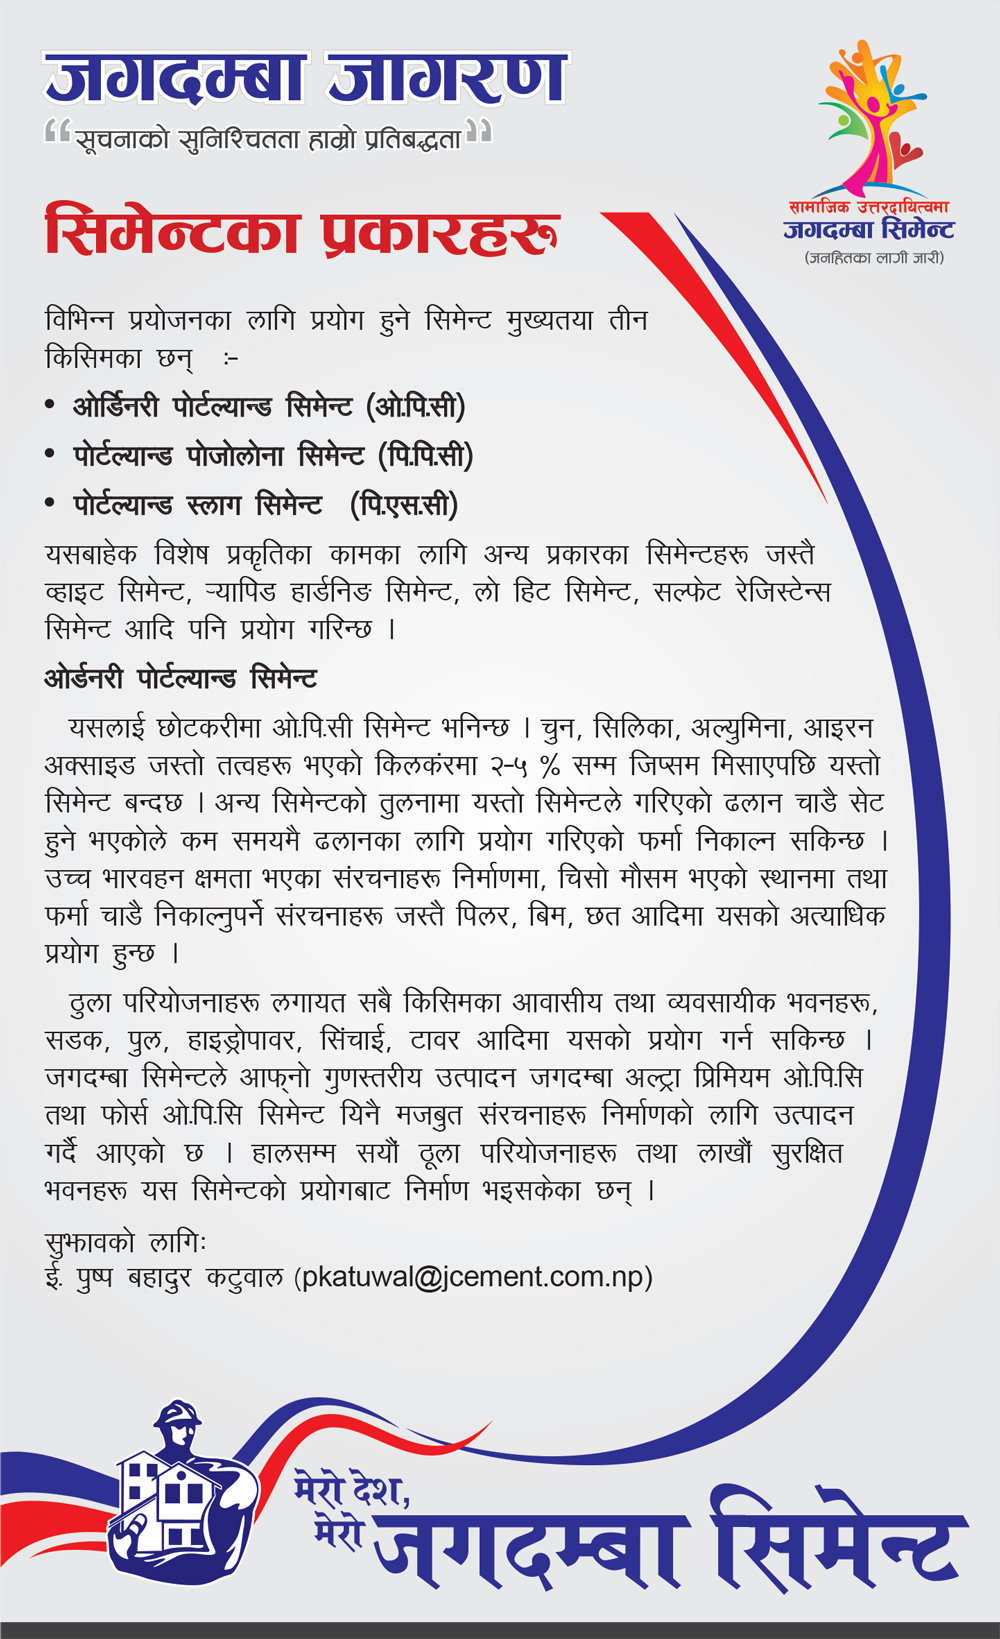 जगदम्बा जागरण
“सूचनाको सुनिश्चितता हाम्रो प्रतिबद्धता”
सामाजिक उत्तरदायित्वमा
जगदम्बा सिमेन्ट
(जनहितका लागी जारी)
सिमेन्टका प्रकारहरु
विभिन्न प्रयोजनका लागि प्रयोग हुने सिमेन्ट मुख्यतया तीन
किसिमका छन् :-
• ओर्डिनरी पोर्टल्यान्ड सिमेन्ट (ओ.पि.सी)
• पोर्टल्यान्ड पोजोलोना सिमेन्ट (पि.पि.सी)
• पोर्टल्यान्ड स्लाग सिमेन्ट (पि.एस.सी)
यसबाहेक विशेष प्रकृतिका कामका लागि अन्य प्रकारका सिमेन्टहरू जस्तै
व्हाइट सिमेन्ट, ऱ्यापिड हार्डनिङ सिमेन्ट, लो हिट सिमेन्ट, सल्फेट रेजिस्टेन्स
सिमेन्ट आदि पनि प्रयोग गरिन्छ ।
ओर्डनरी पोर्टल्यान्ड सिमेन्ट
यसलाई छोटकरीमा ओ.पि.सी सिमेन्ट भनिन्छ । चुन, सिलिका, अल्युमिना, आइरन
अक्साइड जस्तो तत्वहरू भएको किलकंरमा २-५ % सम्म जिप्सम मिसाएपछि यस्तो
सिमेन्ट बन्दछ । अन्य सिमेन्टको तुलनामा यस्तो सिमेन्टले गरिएको ढलान चाडै सेट
हुने भएकोले कम समयमै ढलानका लागि प्रयोग गरिएको फर्मा निकाल्न सकिन्छ ।
उच्च भारवहन क्षमता भएका संरचनाहरू निर्माणमा, चिसो मौसम भएको स्थानमा तथा
फर्मा चाडै निकाल्नुपर्ने संरचनाहरू जस्तै पिलर, बिम, छत आदिमा यसको अत्याधिक
प्रयोग हुन्छ ।
ठुला परियोजनाहरू लगायत सबै किसिमका आवासीय तथा व्यवसायीक भवनहरू,
सडक, पुल, हाइड्रोपावर, सिंचाई, टावर आदिमा यसको प्रयोग गर्न सकिन्छ ।
जगदम्बा सिमेन्टले आफ्नो गुणस्तरीय उत्पादन जगदम्बा अल्ट्रा प्रिमियम ओ.पि.सि
तथा फोर्स ओ.पि.सि सिमेन्ट यिनै मजबुत संरचनाहरू निर्माणको लागि उत्पादन
गर्दै आएको छ । हालसम्म सयौं ठूला परियोजनाहरू तथा लाखौं सुरक्षित
भवनहरू यस सिमेन्टको प्रयोगबाट निर्माण भइसकेका छन् ।
सुझावको लागिः
ई. पुष्प बहादुर कटुवाल (pkatuwal@jcement.com.np)
मेरो देश,
मेरो जगदम्बा सिमेन्ट